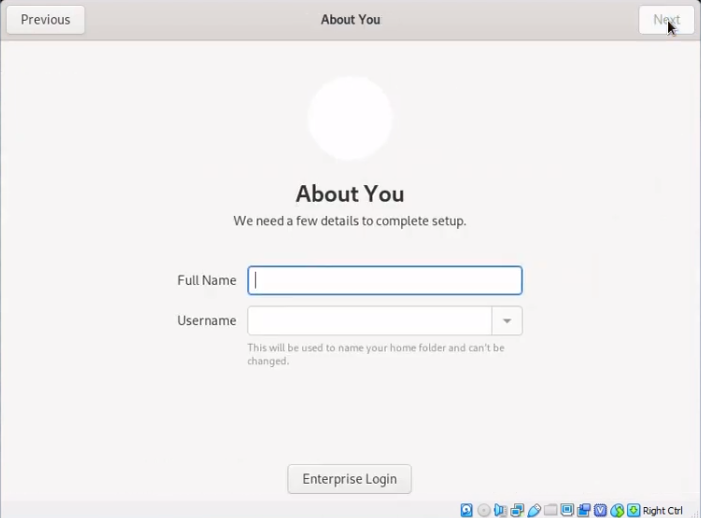 Previous
About You
Next
About You
We need a few details to complete setup.
Full Name
Username
This will be used to name your home folder and can't be
changed.
Enterprise Login
Right Ctrl